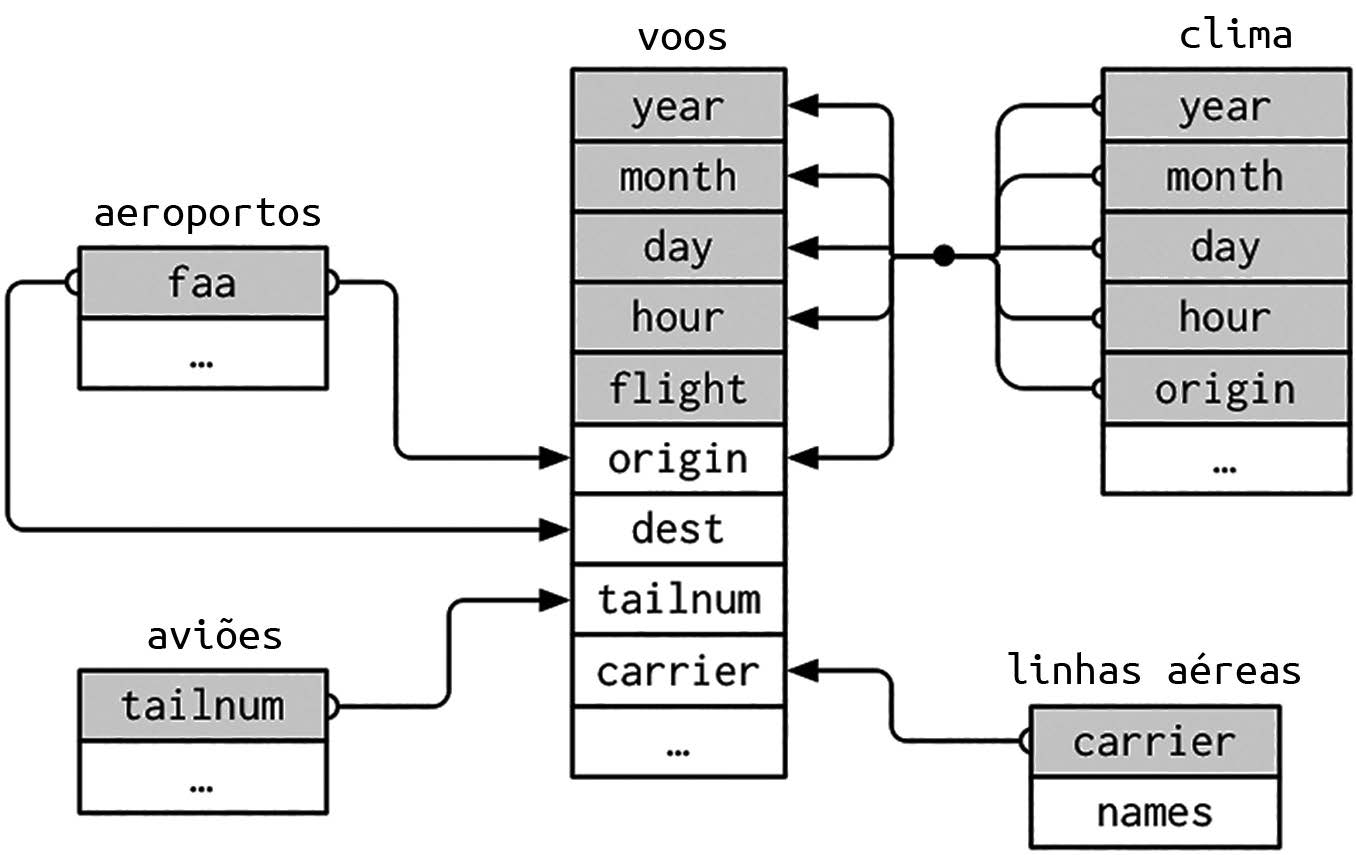 voos
year
month
day
hour
flight
origin
dest
tailnum
carrier
…
clima
year
month
day
hour
origin
…
aeroportos
faa
…
aviões
tailnum
…
linhas aéreas
carrier
names